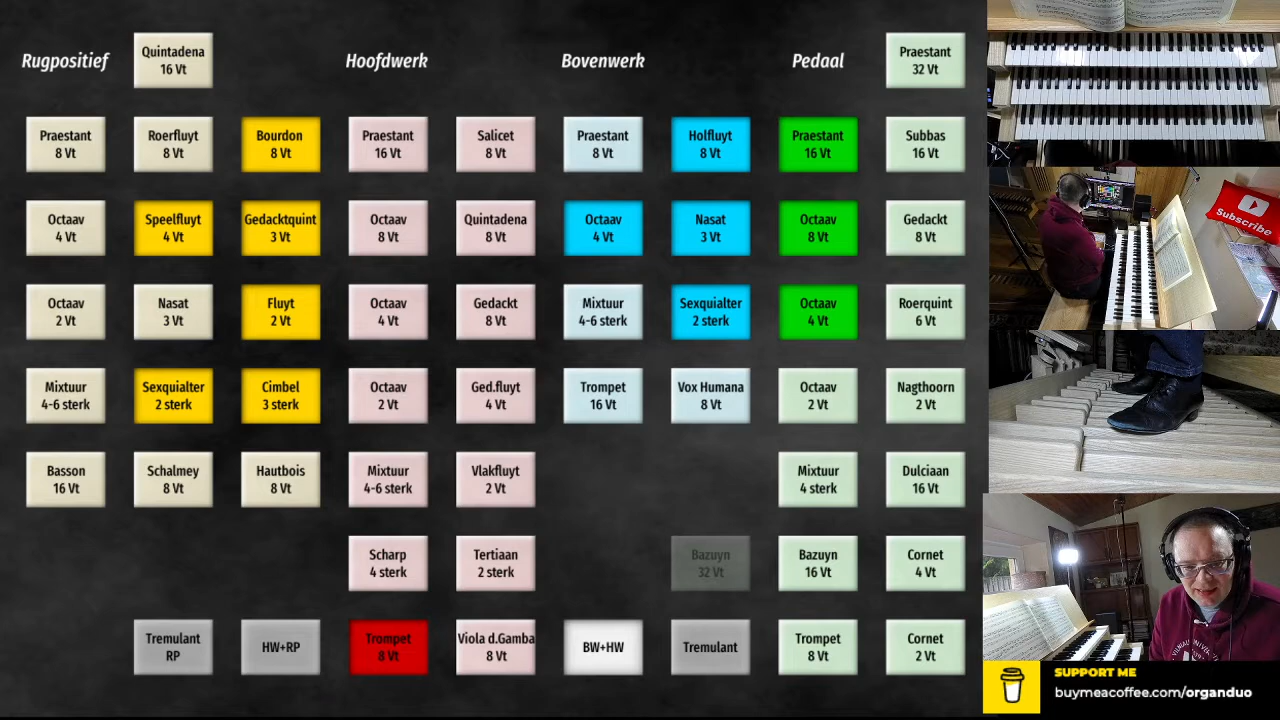 Rugpositief
Quintadena
16 Vt
Hoofdwerk
Bovenwerk
Pedaal
Praestant
32 Vt
Praestant
8 Vt
Roerfluyt
8 Vt
Bourdon
8 Vt
Praestant
16 Vt
Salicet
8 Vt
Praestant
8 Vt
Holfluyt
8 Vt
Praestant
16 Vt
Subbas
16 Vt
Octaav
4 Vt
Speelfluyt
4 Vt
Gedacktquint
3 Vt
Octaav
8 Vt
Quintadena
8 Vt
Octaav
4 Vt
Nasat
3 Vt
Octaav
8 Vt
Gedackt
8 Vt
Octaav
2 Vt
Nasat
3 Vt
Fluyt
2 Vt
Octaav
4 Vt
Gedackt
8 Vt
Mixtuur
4-6 sterk
Sexquialter
2 sterk
Octaav
4 Vt
Roerquint
6 Vt
Mixtuur
4-6 sterk
Sexquialter
2 sterk
Cimbel
3 sterk
Octaav
2 Vt
Ged.fluyt
4 Vt
Trompet
16 Vt
Vox Humana
8 Vt
Octaav
2 Vt
Nagthoorn
2 Vt
Basson
16 Vt
Schalmey
8 Vt
Hautbois
8 Vt
Mixtuur
4-6 sterk
Vlakfluyt
2 Vt
Mixtuur
4 sterk
Dulciaan
16 Vt
Scharp
4 sterk
Tertiaan
2 sterk
Bazuyn
32 Vt
Bazuyn
16 Vt
Cornet
4 Vt
Tremulant
RP
HW+RP
Trompet
8 Vt
Viola d.Gamba
8 Vt
BW+HW
Tremulant
Trompet
8 Vt
Cornet
2 Vt
Subscribe
SUPPORT ME
buymeacoffee.com/organduo